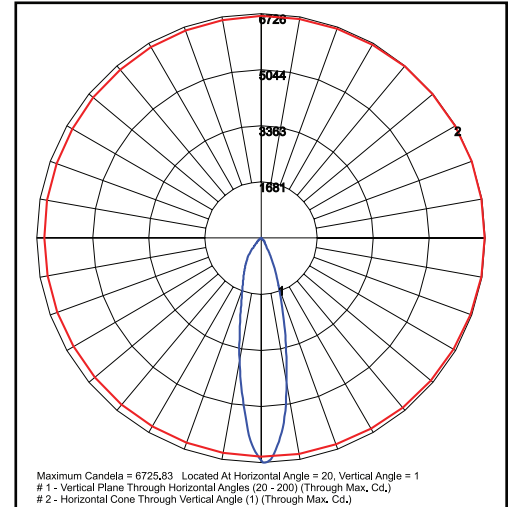 6726
5044
3363
2
1681
1
Maximum Candela = 6725.83 Located At Horizontal Angle = 20, Vertical Angle = 1
# 1 - Vertical Plane Through Horizontal Angles (20 - 200) (Through Max. Cd.)
# 2 - Horizontal Cone Through Vertical Angle (1) (Through Max. Cd.)